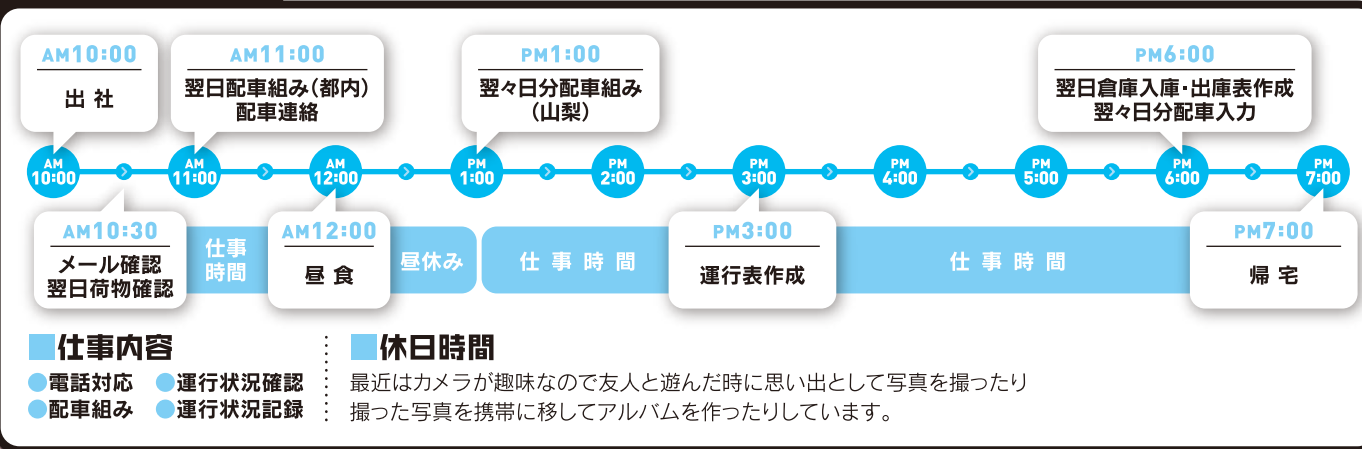 AM10:00
出社
AM11:00
翌日配車組み(都内)
配車連絡
PM1:00
翌々日分配車組み
(山梨)
PM6:00
翌日倉庫入庫・出庫表作成
翌々日分配車入力
AM 10:00
AM 11:00
AM 12:00
PM 1:00
PM 2:00
PM 3:00
PM 4:00
PM 5:00
PM 6:00
PM 7:00
AM10:30
メール確認
翌日荷物確認
仕事
時間
AM12:00
昼食
昼休み
仕事時間
PM3:00
運行表作成
仕事時間
PM7:00
帰宅
■仕事内容
●電話対応 ●運行状況確認
●配車組み ●運行状況記録
■休日時間
最近はカメラが趣味なので友人と遊んだ時に思い出として写真を撮ったり
撮った写真を携帯に移してアルバムを作ったりしています。